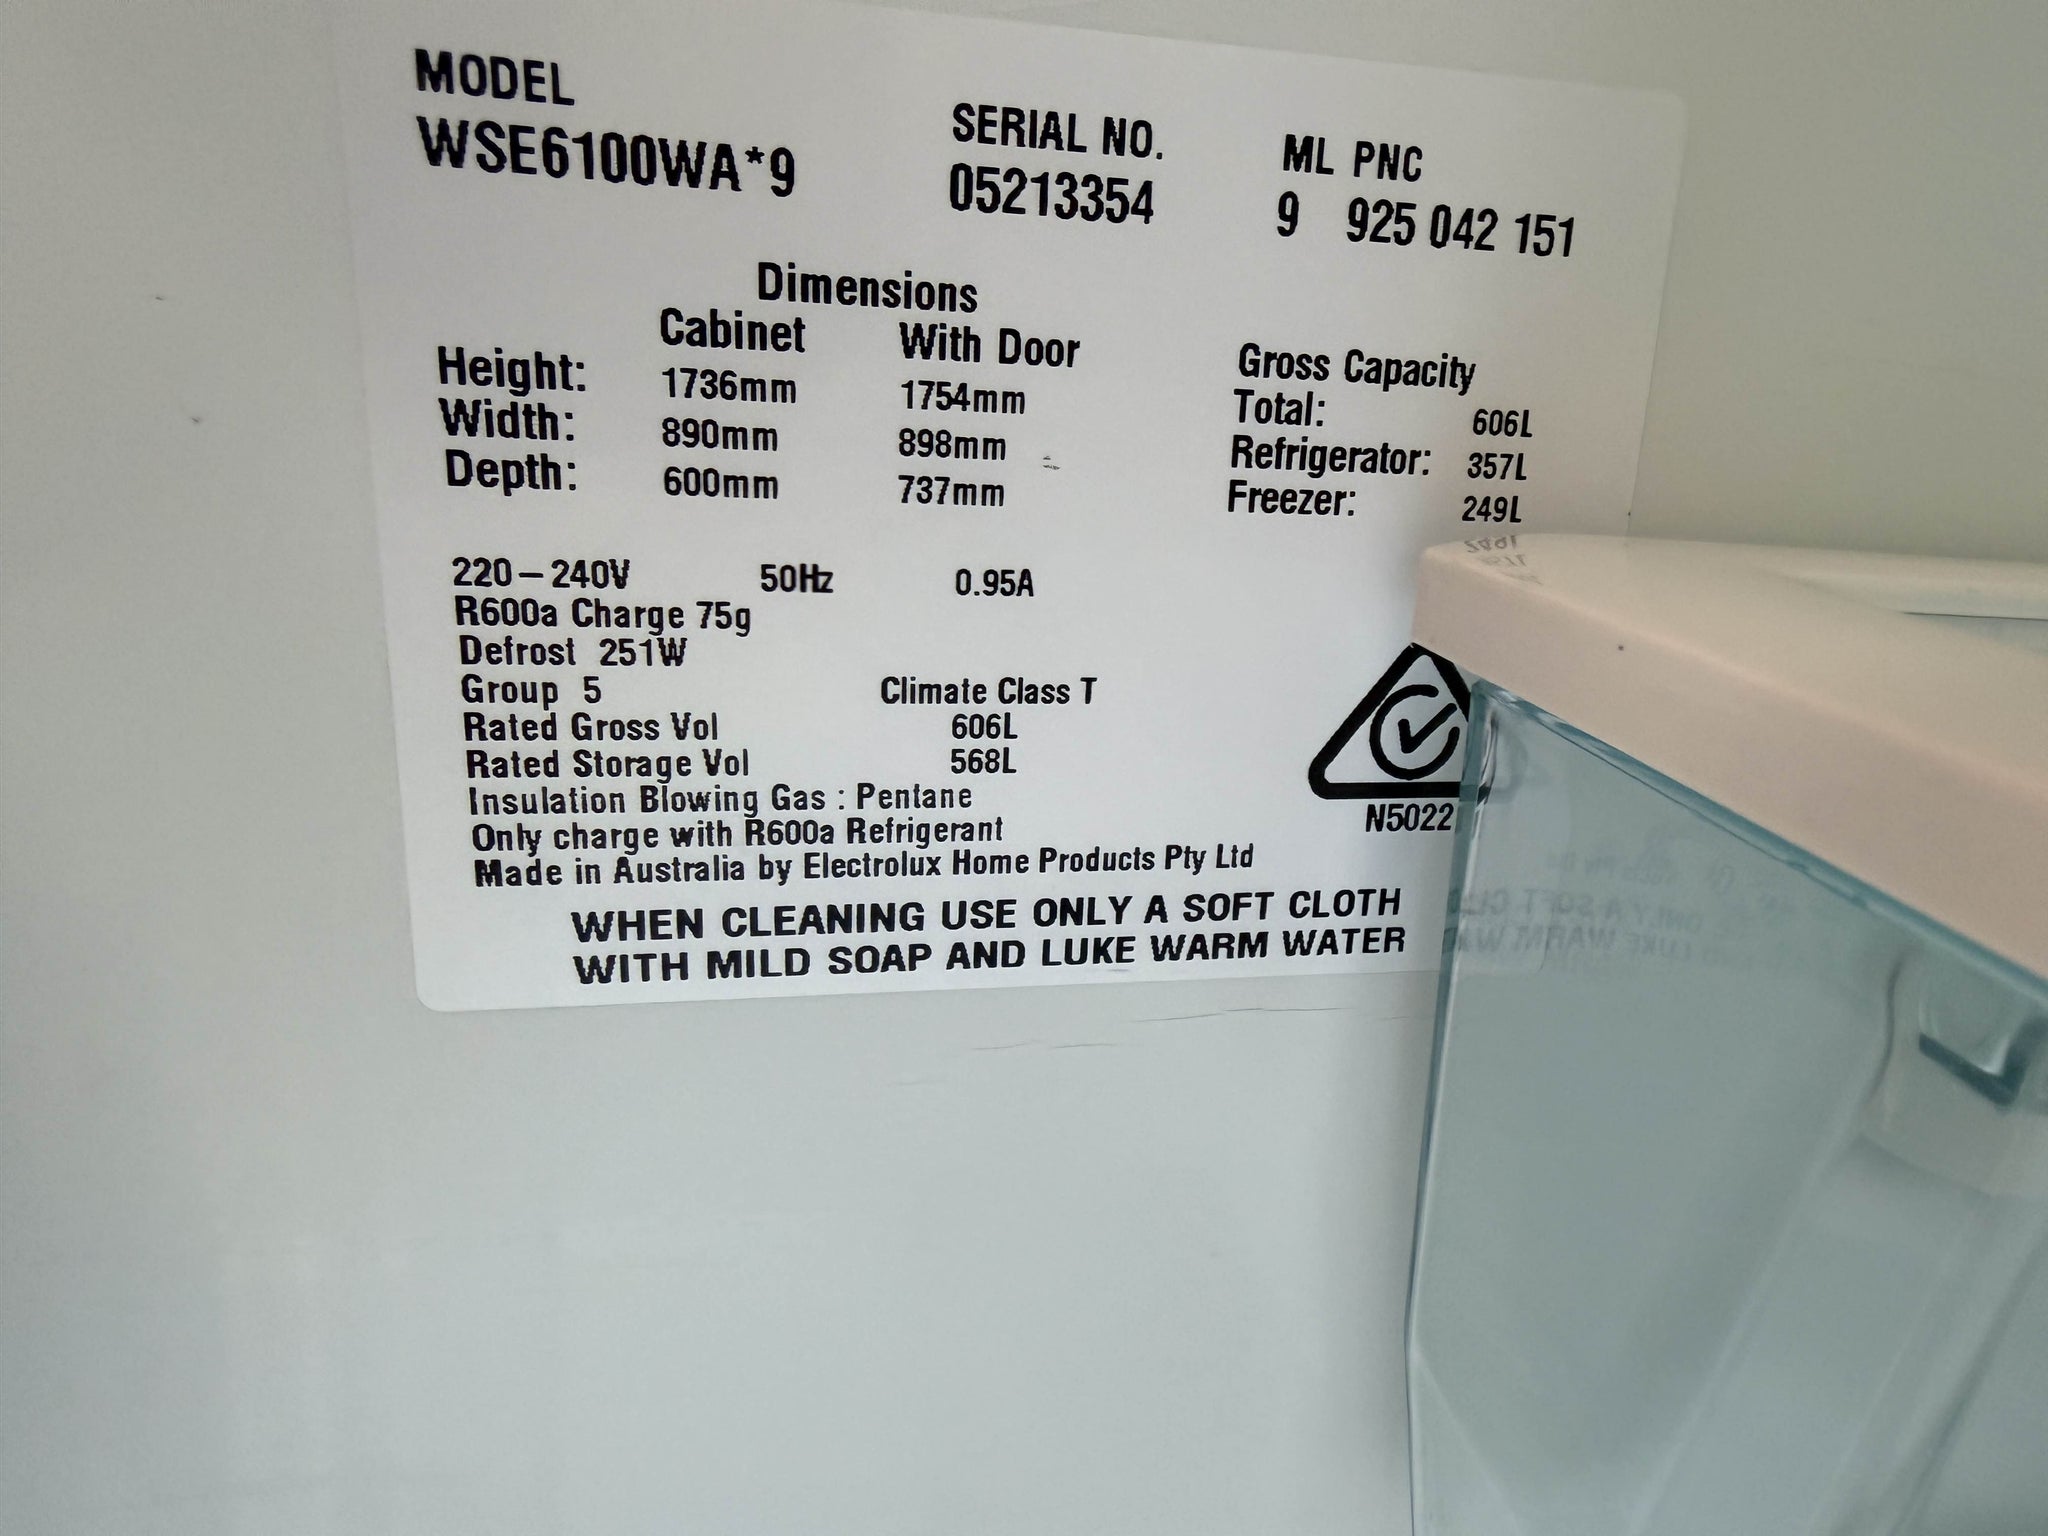 MODEL
WSE6100WA*9
SERIAL NO.
05213354
ML PNC
9 925 042 151
Dimensions
Cabinet With Door
Height: 1736mm 1754mm
Width: 890mm 898mm
Depth: 600mm 737mm
Gross Capacity
Total: 606L
Refrigerator: 357L
Freezer: 249L
220-240V 50Hz 0.95A
R600a Charge 75g
Defrost 251W
Group 5 Climate Class T
Rated Gross Vol 606L
Rated Storage Vol 568L
Insulation Blowing Gas : Pentane
Only charge with R600a Refrigerant
Made in Australia by Electrolux Home Products Pty Ltd
N5022
WHEN CLEANING USE ONLY A SOFT CLOTH
WITH MILD SOAP AND LUKE WARM WATER